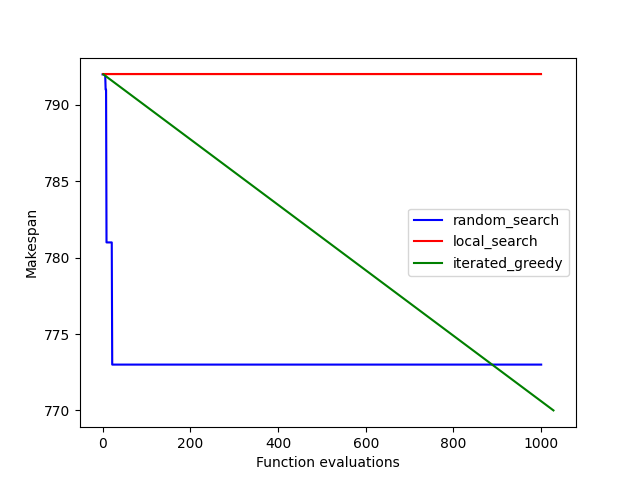 790
785
780
775
770
Makespan
random_search
local_search
iterated_greedy
0 200 400 600 800 1000
Function evaluations